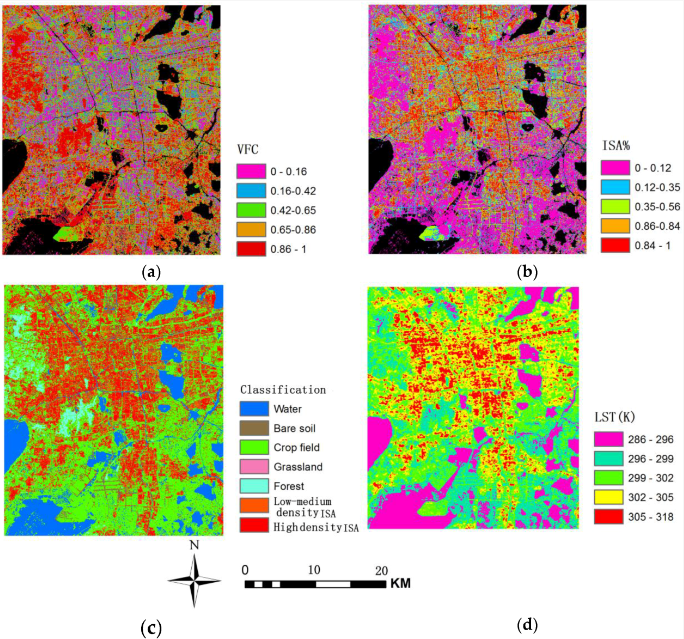 VFC
0 - 0.16
0.16-0.42
0.42-0.65
0.65-0.86
0.86 - 1
(a)
ISA%
0 - 0.12
0.12-0.35
0.35-0.56
0.86-0.84
0.84 - 1
(b)
Classification
Water
Bare soil
Crop field
Grassland
Forest
Low-medium
density ISA
High density ISA
LST(K)
286 - 296
296 - 299
299 - 302
302 - 305
305 - 318
N
0 10 20
KM
(c)
(d)